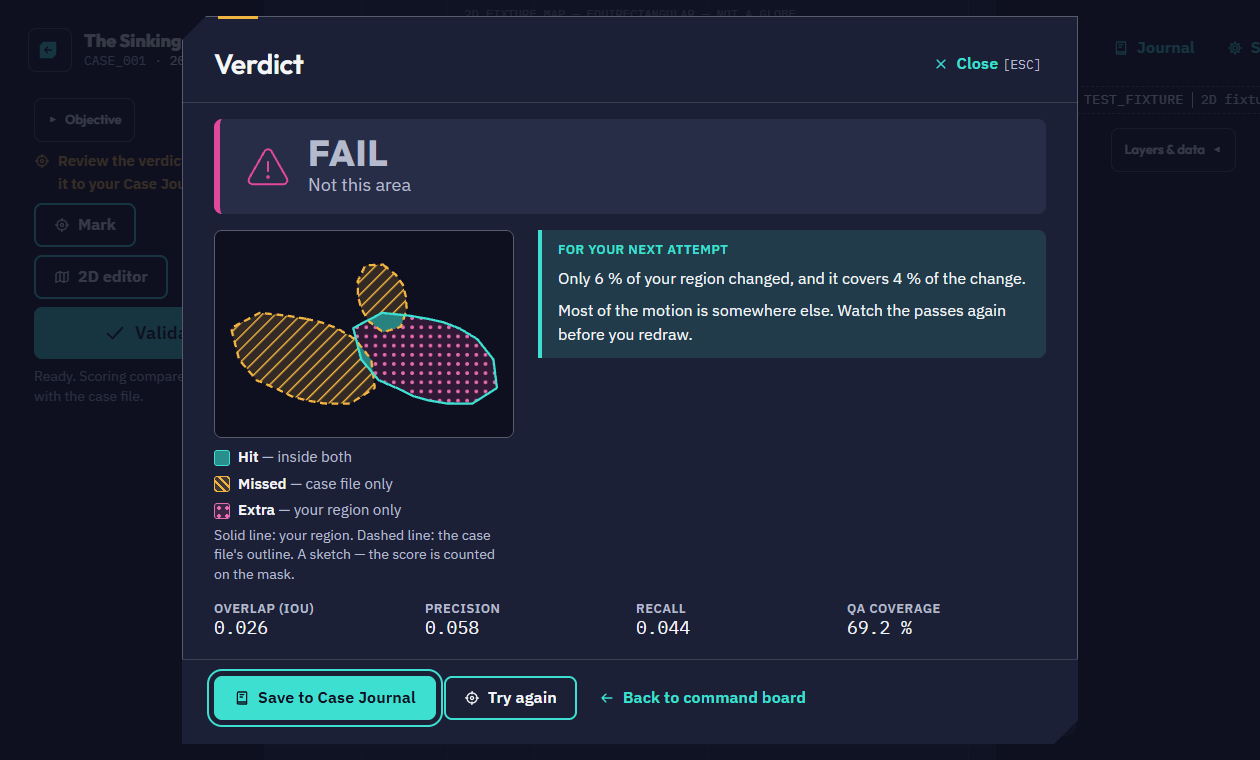 2D FIXTURE MAP — EQUIRECTANGULAR — NOT A GLOBE
The Sinking
CASE_001 · 20
Journal
TEST_FIXTURE | 2D fixtu
Objective
Layers & data
Review the verdic
it to your Case Jou
Mark
2D editor
Valida
Ready. Scoring compare
with the case file.
Verdict
Close [ESC]
FAIL
Not this area
FOR YOUR NEXT ATTEMPT
Only 6 % of your region changed, and it covers 4 % of the change.
Most of the motion is somewhere else. Watch the passes again
before you redraw.
Hit — inside both
Missed — case file only
Extra — your region only
Solid line: your region. Dashed line: the case
file's outline. A sketch — the score is counted
on the mask.
OVERLAP (IOU) PRECISION RECALL QA COVERAGE
0.026 0.058 0.044 69.2 %
Save to Case Journal Try again Back to command board